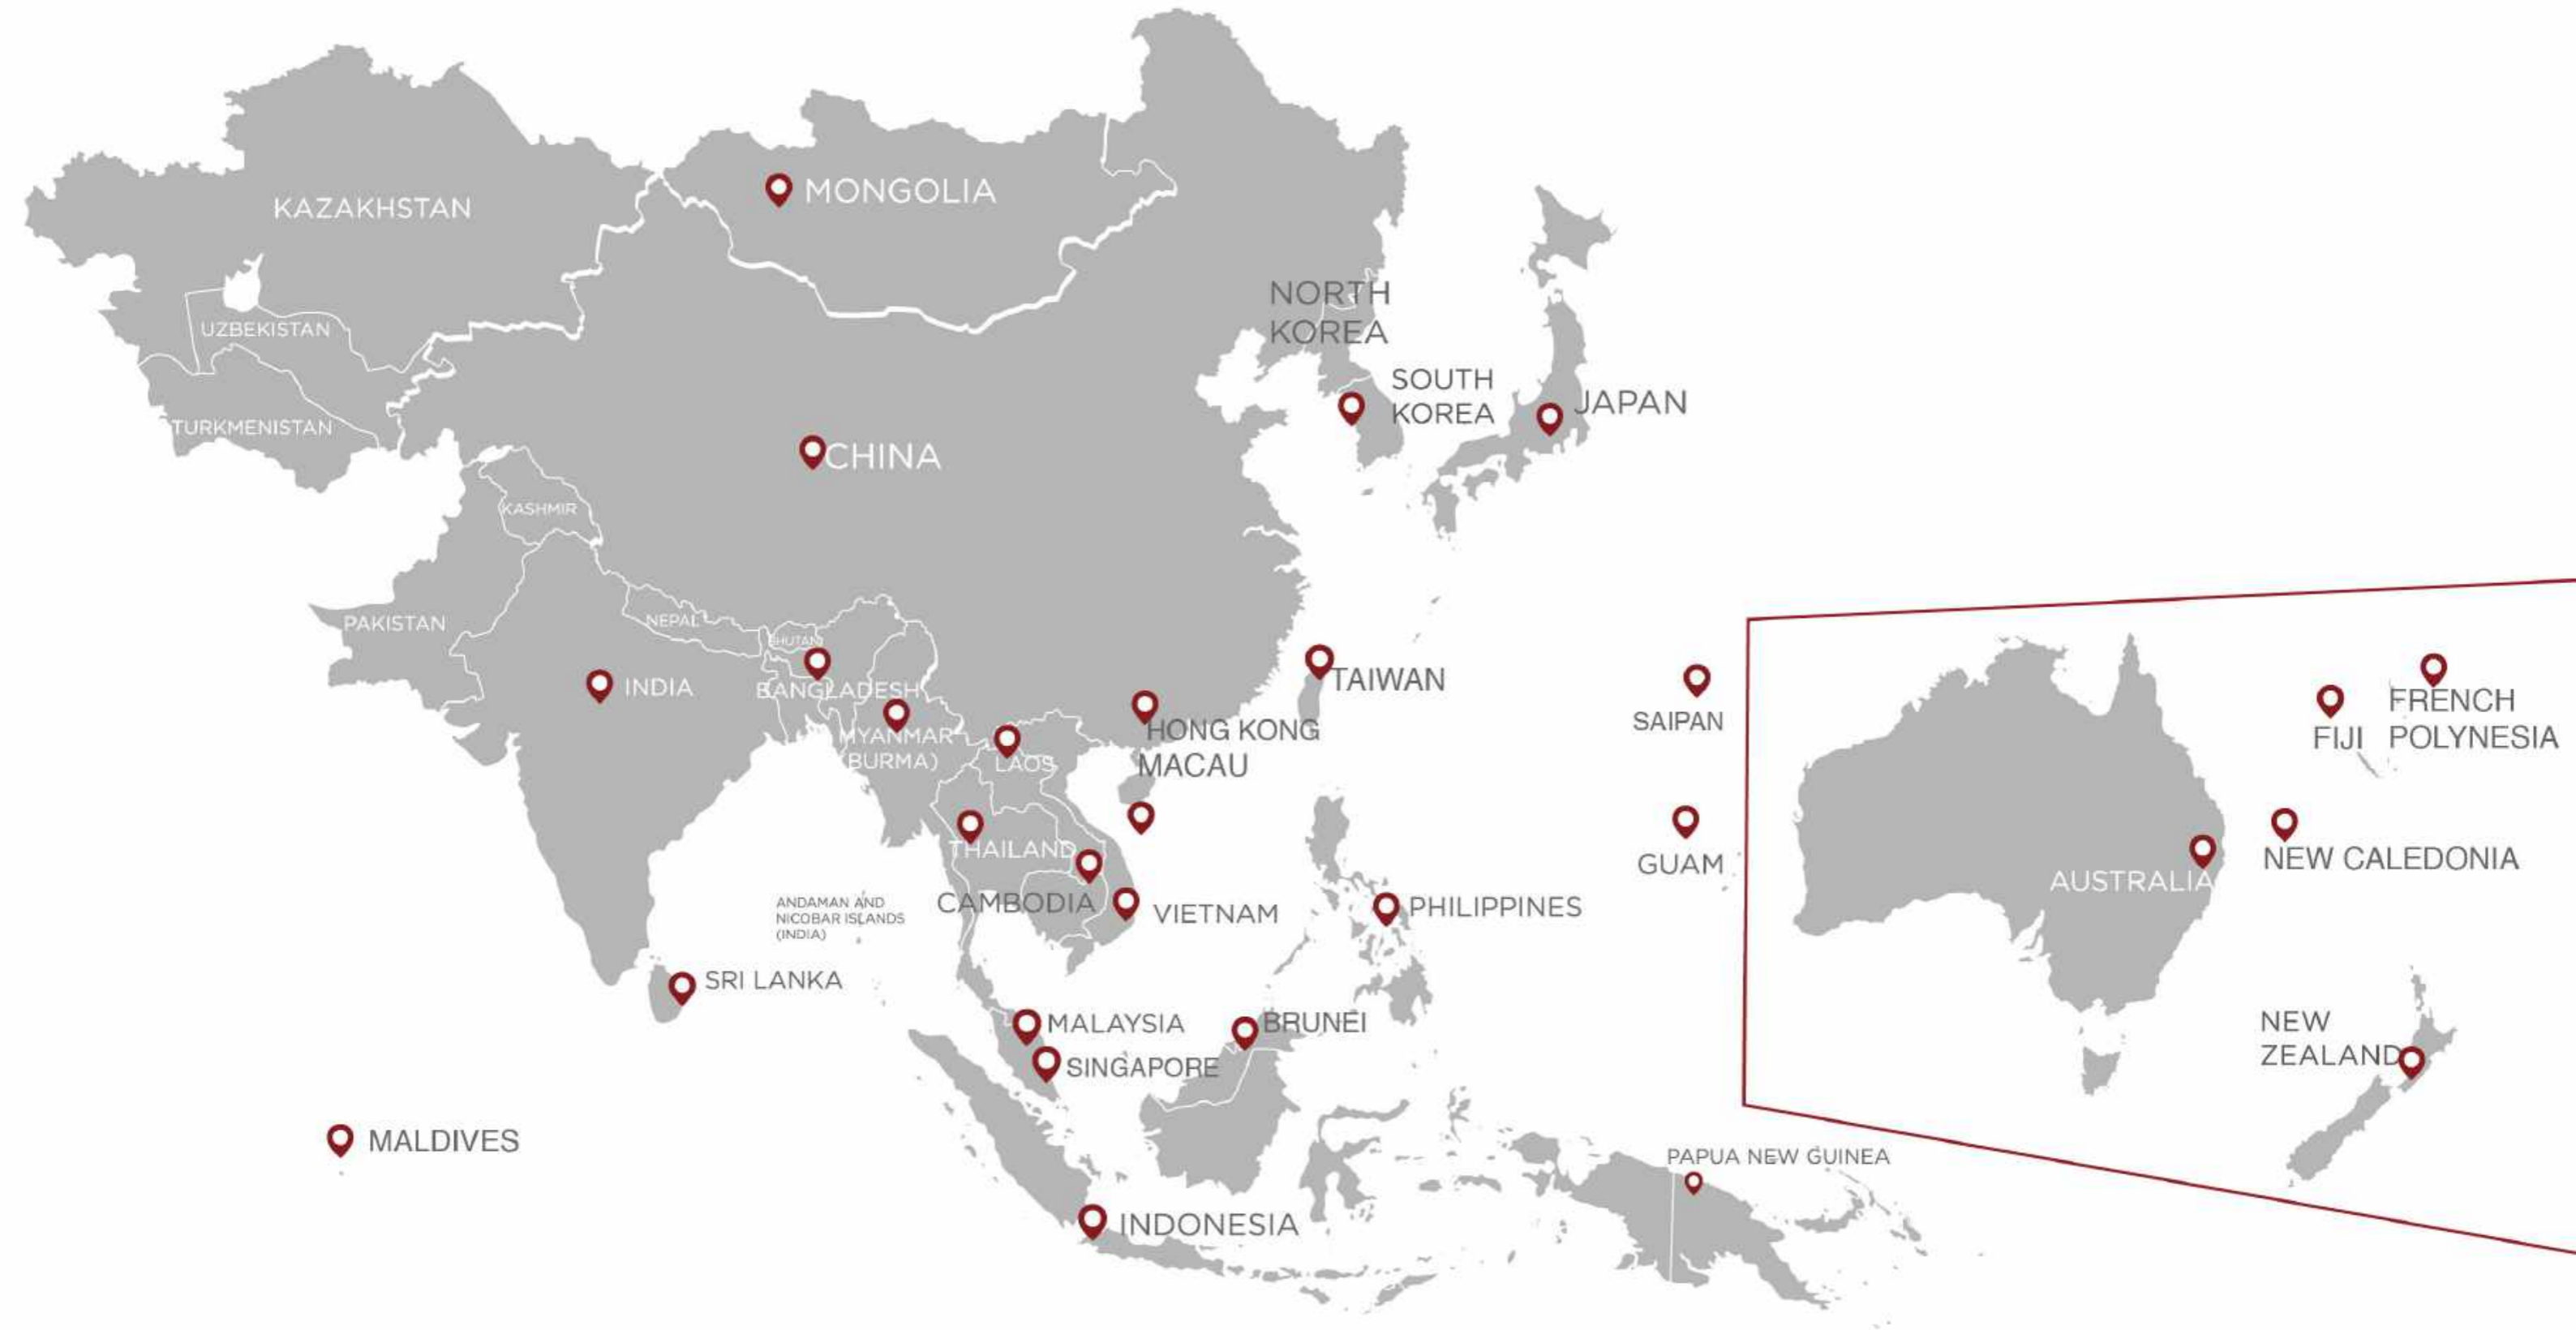 MONGOLIA
KAZAKHSTAN
NORTH
KOREA
UZBEKISTAN
SOUTH
KOREA
JAPAN
TURKMENISTAN
CHINA
KASHMIR
PAKISTAN
NEPAL
BHUTAN
INDIA
BANGLADESH
TAIWAN
SAIPAN
FRENCH
POLYNESIA
FIJI
HONG KONG
MACAU
MYANMAR
(BURMA)
LAOS
THAILAND
GUAM
NEW CALEDONIA
AUSTRALIA
ANDAMAN AND
NICOBAR ISLANDS
(INDIA)
CAMBODIA
VIETNAM
PHILIPPINES
SRI LANKA
MALAYSIA
BRUNEI
SINGAPORE
NEW
ZEALAND
MALDIVES
PAPUA NEW GUINEA
INDONESIA